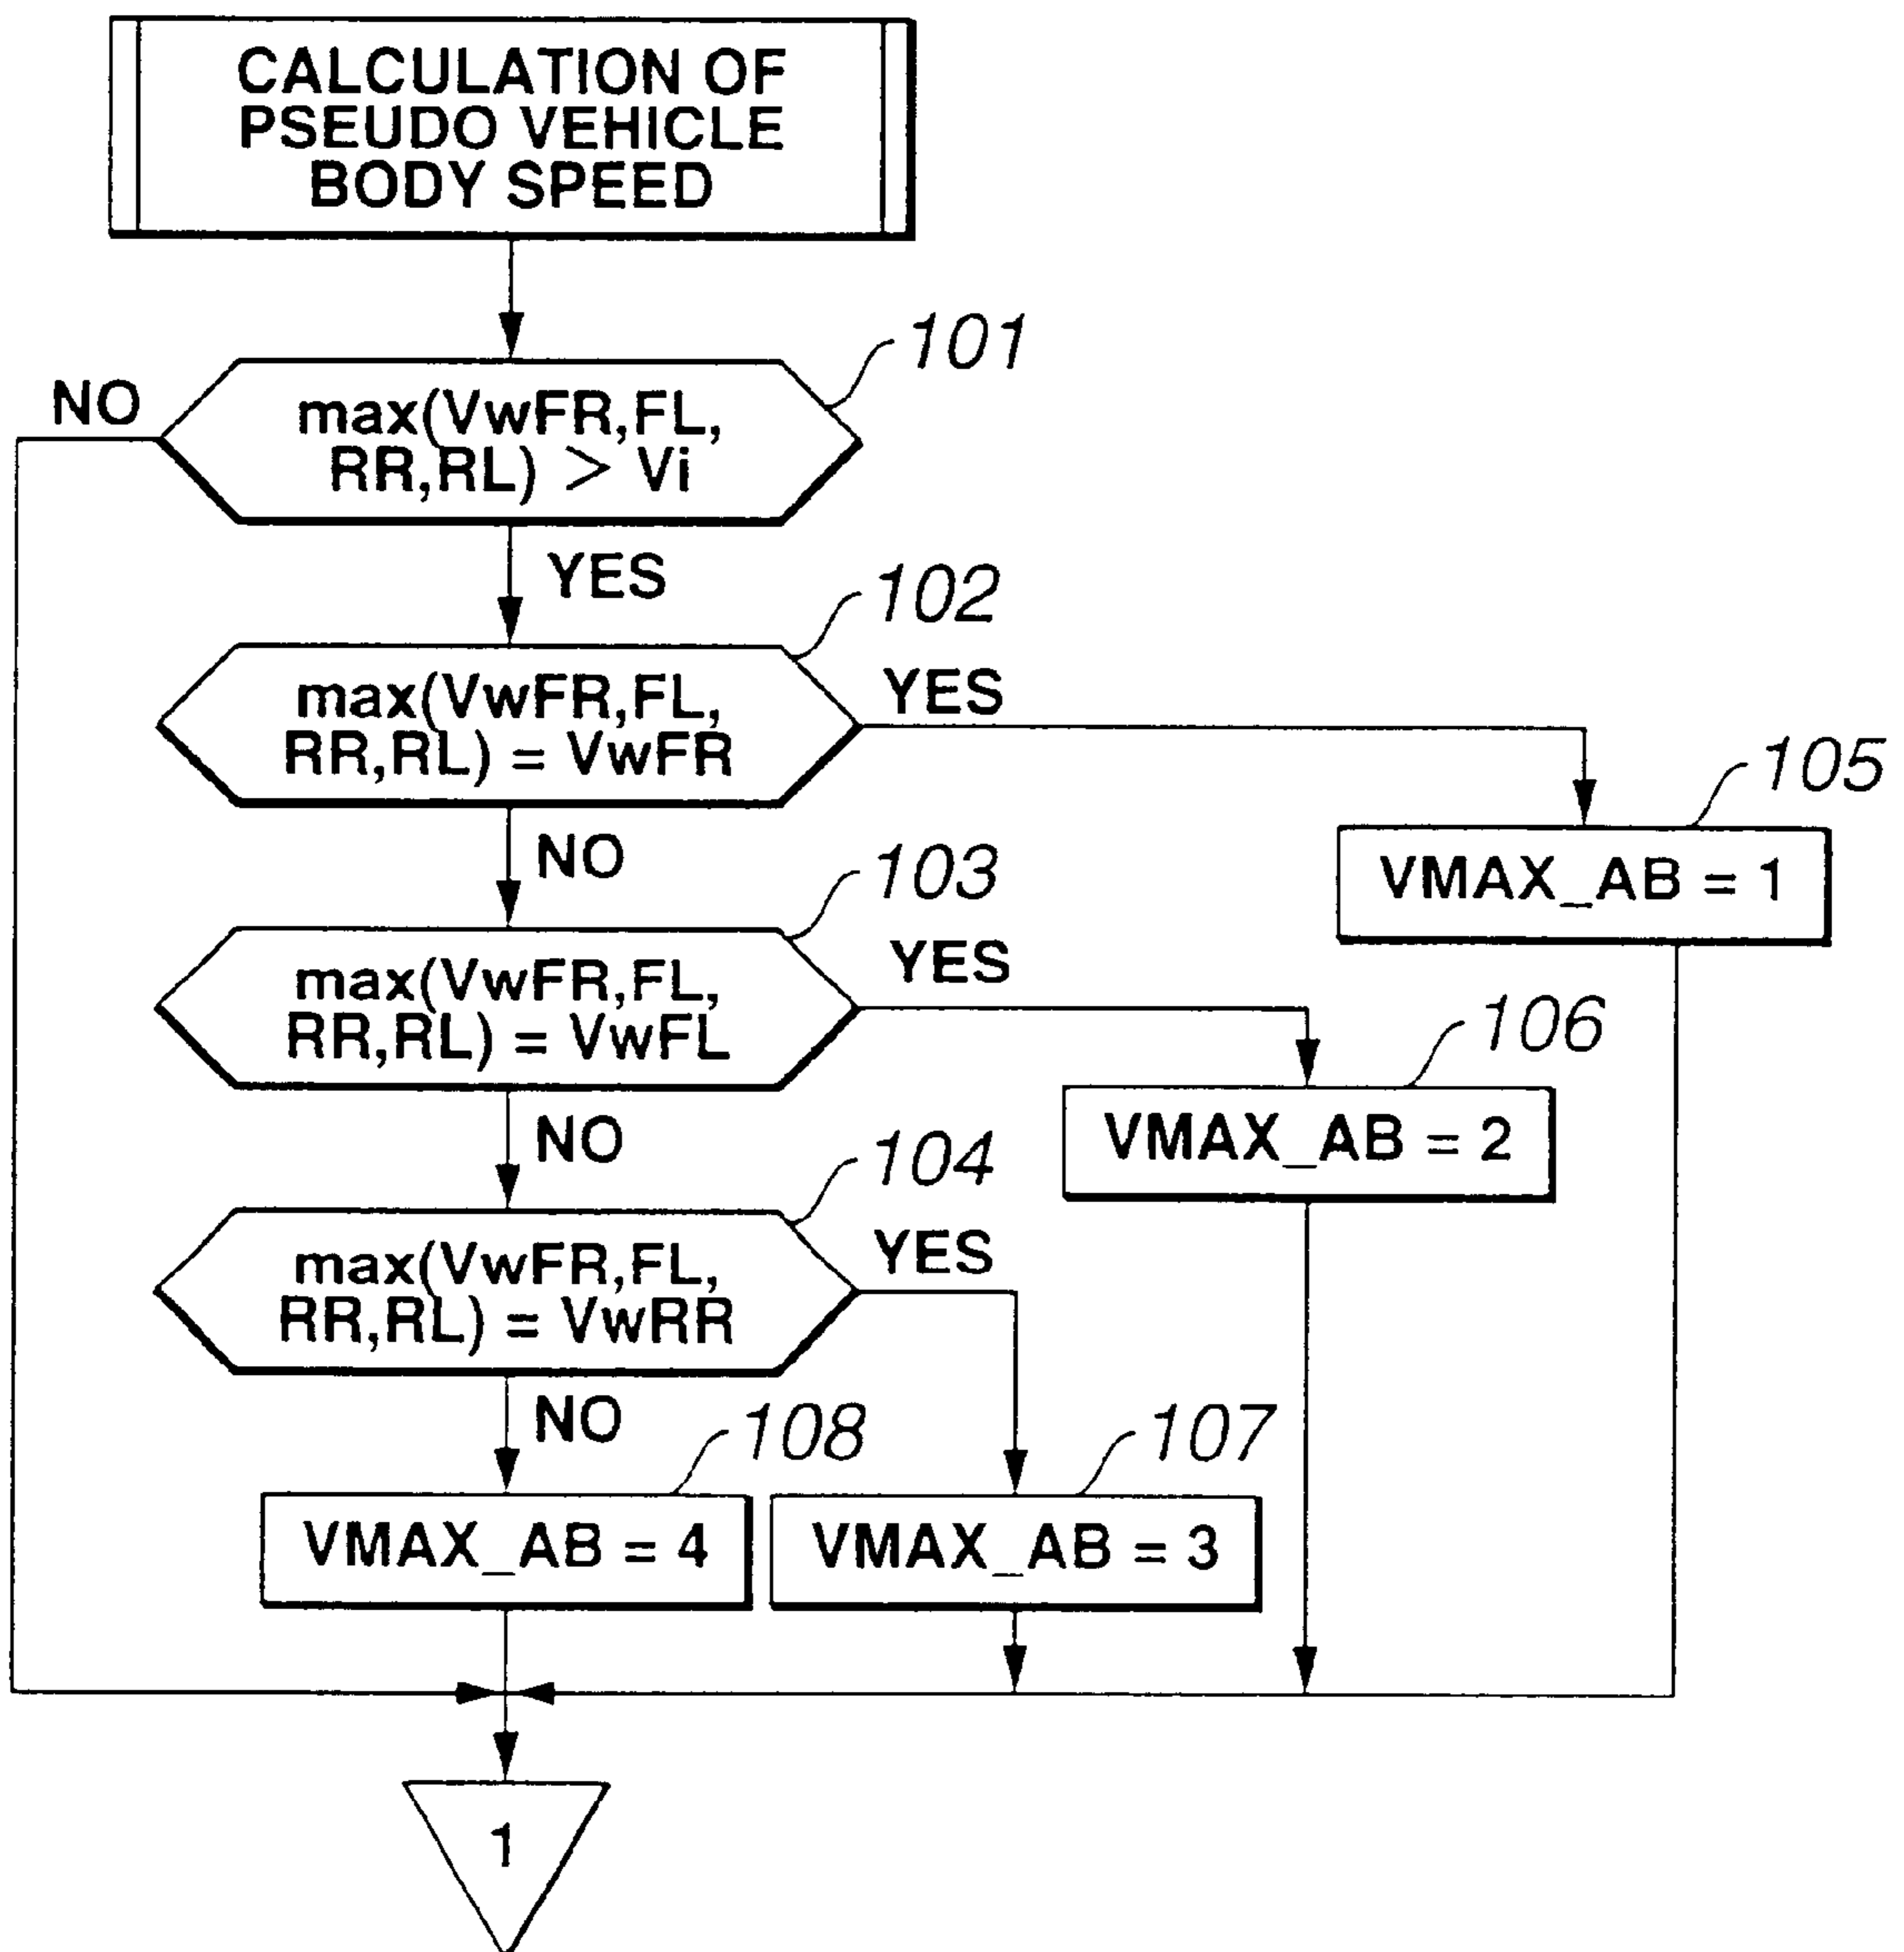 CALCULATION OF
PSEUDO VEHICLE
BODY SPEED
101
NO
max(VwFR,FL,
RR,RL) > Vi
YES
102
max(VwFR,FL,
RR,RL) = VwFR
YES
105
VMAX_AB = 1
NO
103
max(VwFR,FL,
RR,RL) = VwFL
YES
106
VMAX_AB = 2
NO
104
max(VwFR,FL,
RR,RL) = VwRR
YES
NO
108
107
VMAX_AB = 4
VMAX_AB = 3
1